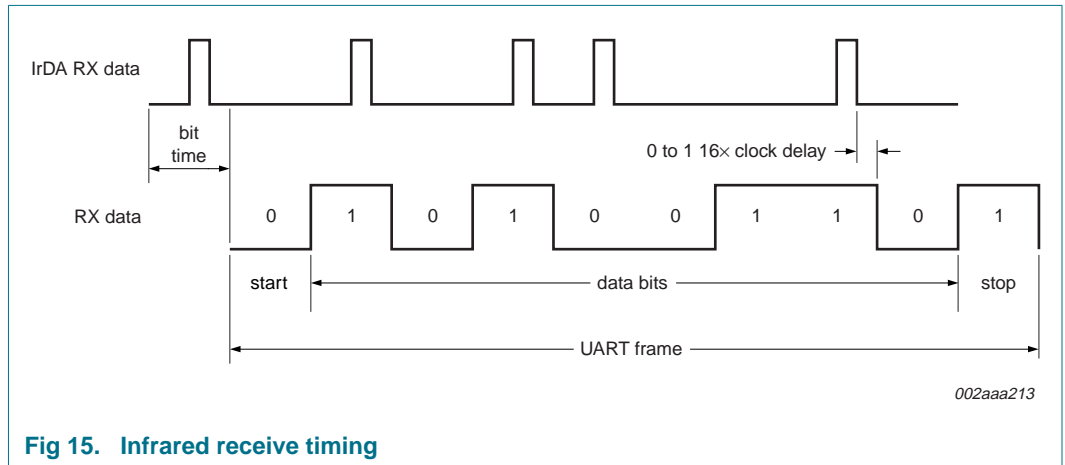 IrDA RX data
bit
time
0 to 1 16× clock delay
RX data
0 1 0 1 0 0 1 1 0 1
start data bits stop
UART frame
002aaa213
Fig 15. Infrared receive timing